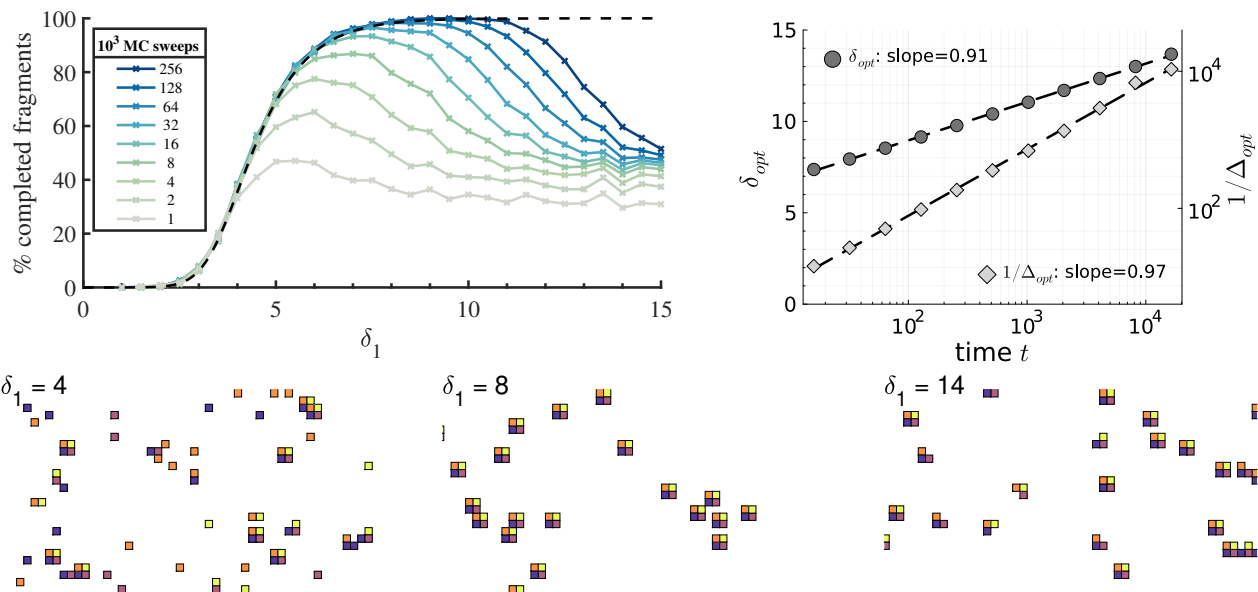 % completed fragments
100
80
60
40
20
0
10³ MC sweeps
256
128
64
32
16
8
4
2
1
0 5 10 15
δ₁
δₒₚₜ
15
10
5
0
δₒₚₜ: slope=0.91
1/Δₒₚₜ: slope=0.97
10⁴
10²
1/Δₒₚₜ
10² 10³ 10⁴
time t
δ₁ = 4
δ₁ = 8
δ₁ = 14